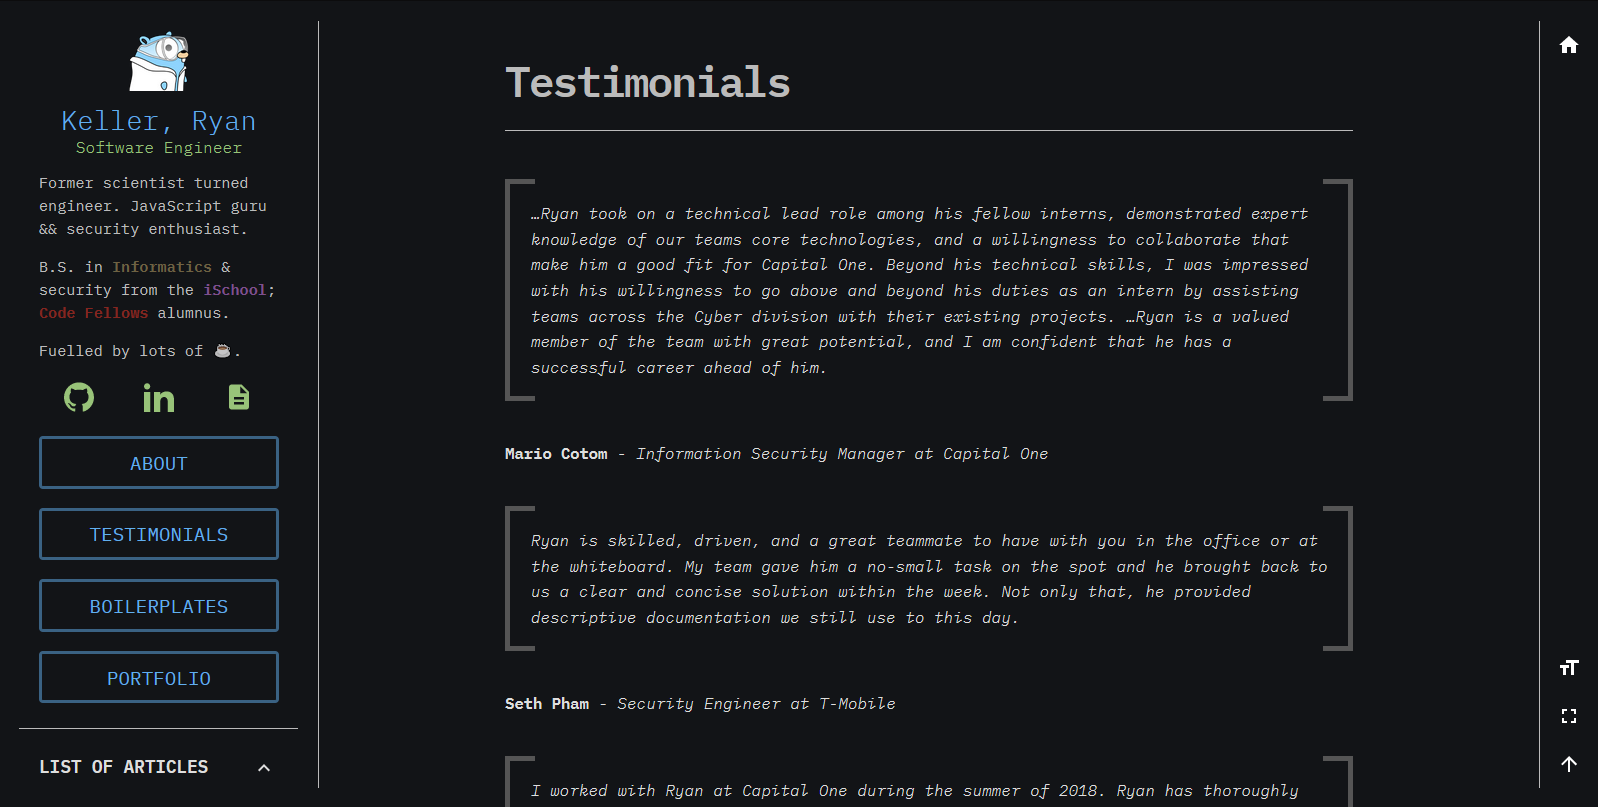 Keller, Ryan
Software Engineer
Former scientist turned
engineer. JavaScript guru
&& security enthusiast.
B.S. in Informatics &
security from the iSchool;
Code Fellows alumnus.
Fuelled by lots of ☕.
ABOUT
TESTIMONIALS
BOILERPLATES
PORTFOLIO
LIST OF ARTICLES
Testimonials
…Ryan took on a technical lead role among his fellow interns, demonstrated expert
knowledge of our teams core technologies, and a willingness to collaborate that
make him a good fit for Capital One. Beyond his technical skills, I was impressed
with his willingness to go above and beyond his duties as an intern by assisting
teams across the Cyber division with their existing projects. …Ryan is a valued
member of the team with great potential, and I am confident that he has a
successful career ahead of him.
Mario Cotom - Information Security Manager at Capital One
Ryan is skilled, driven, and a great teammate to have with you in the office or at
the whiteboard. My team gave him a no-small task on the spot and he brought back to
us a clear and concise solution within the week. Not only that, he provided
descriptive documentation we still use to this day.
Seth Pham - Security Engineer at T-Mobile
I worked with Ryan at Capital One during the summer of 2018. Ryan has thoroughly